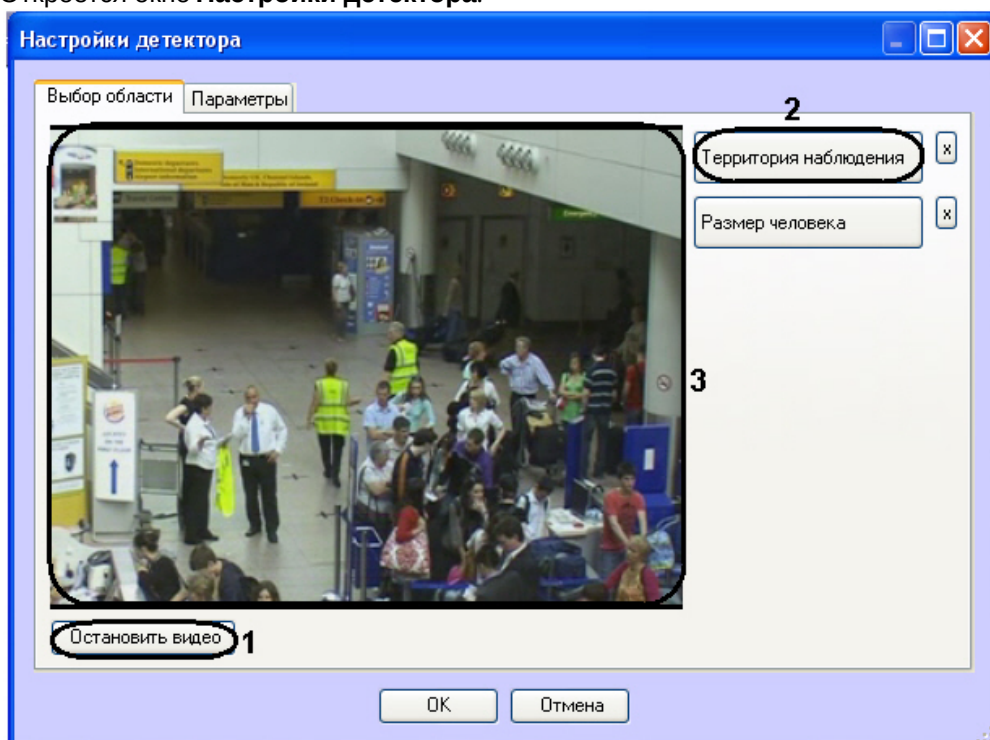 Откроется окно Настройки детектора.
Настройки детектора
Выбор области
Параметры
2
Территория наблюдения
x
Размер человека
x
3
Остановить видео
1
OK
Отмена